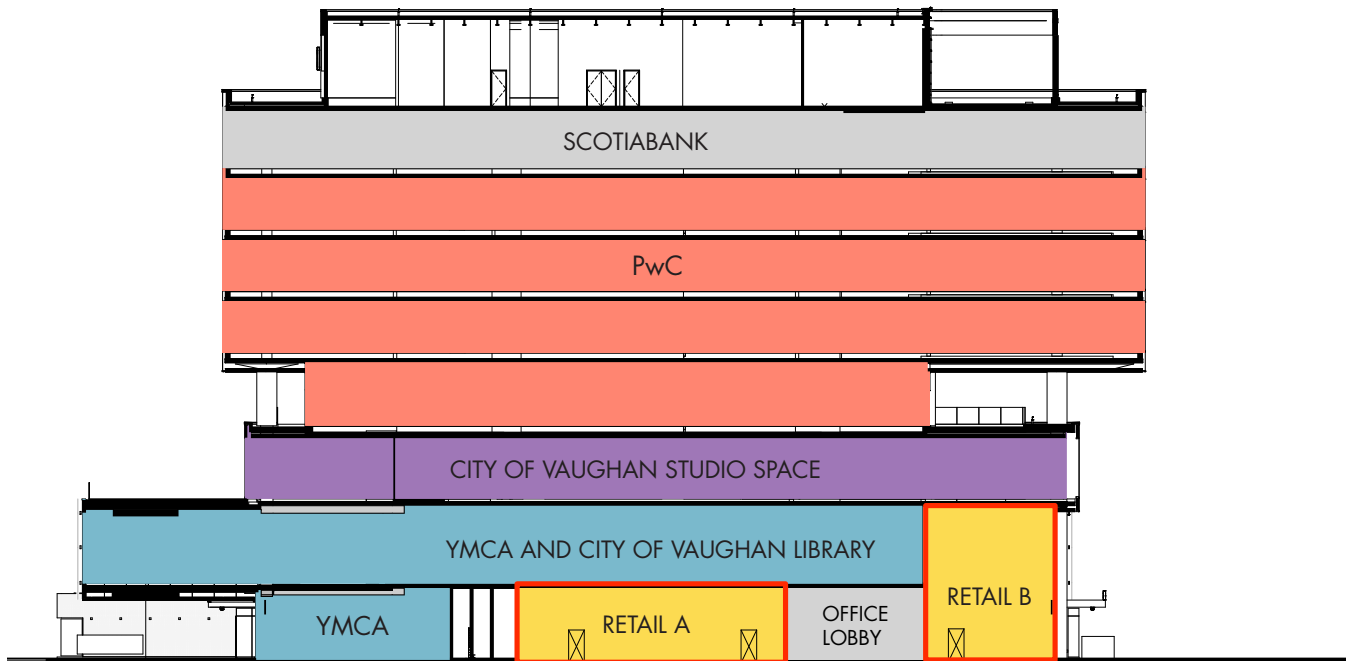 SCOTIABANK
PwC
CITY OF VAUGHAN STUDIO SPACE
YMCA AND CITY OF VAUGHAN LIBRARY
YMCA
RETAIL A
OFFICE
LOBBY
RETAIL B